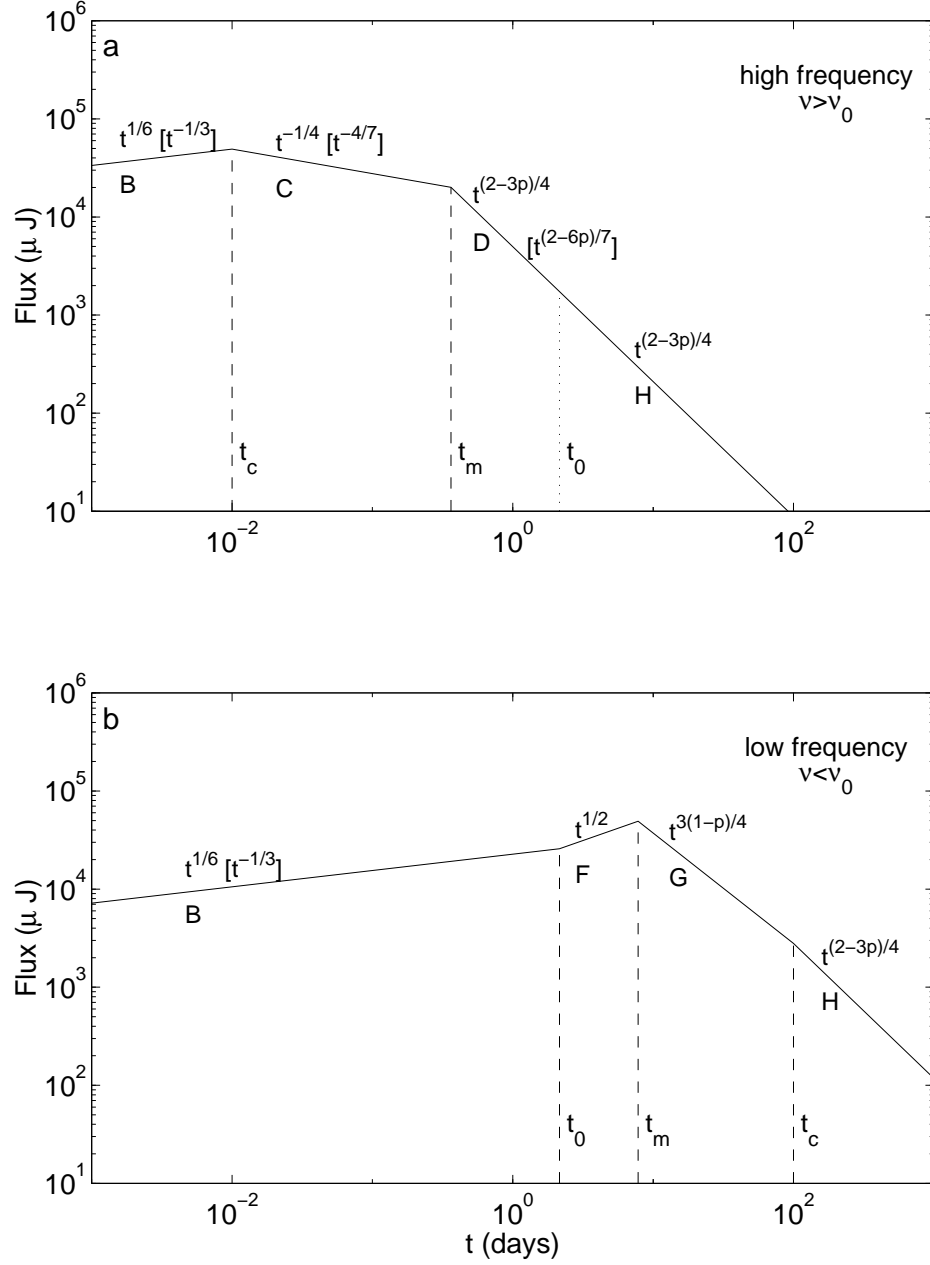 a
high frequency
ν>ν_0
10^6
10^5
10^4
10^3
10^2
10^1
Flux (μ J)
t^{1/6} [t^{−1/3}]
B
t^{−1/4} [t^{−4/7}]
C
t^{(2−3p)/4}
D
[t^{(2−6p)/7}]
t^{(2−3p)/4}
H
t_c
t_m
t_0
10^{−2}
10^0
10^2
b
low frequency
ν<ν_0
10^6
10^5
10^4
10^3
10^2
10^1
Flux (μ J)
t^{1/6} [t^{−1/3}]
B
t^{1/2}
F
t^{3(1−p)/4}
G
t^{(2−3p)/4}
H
t_0
t_m
t_c
10^{−2}
10^0
10^2
t (days)